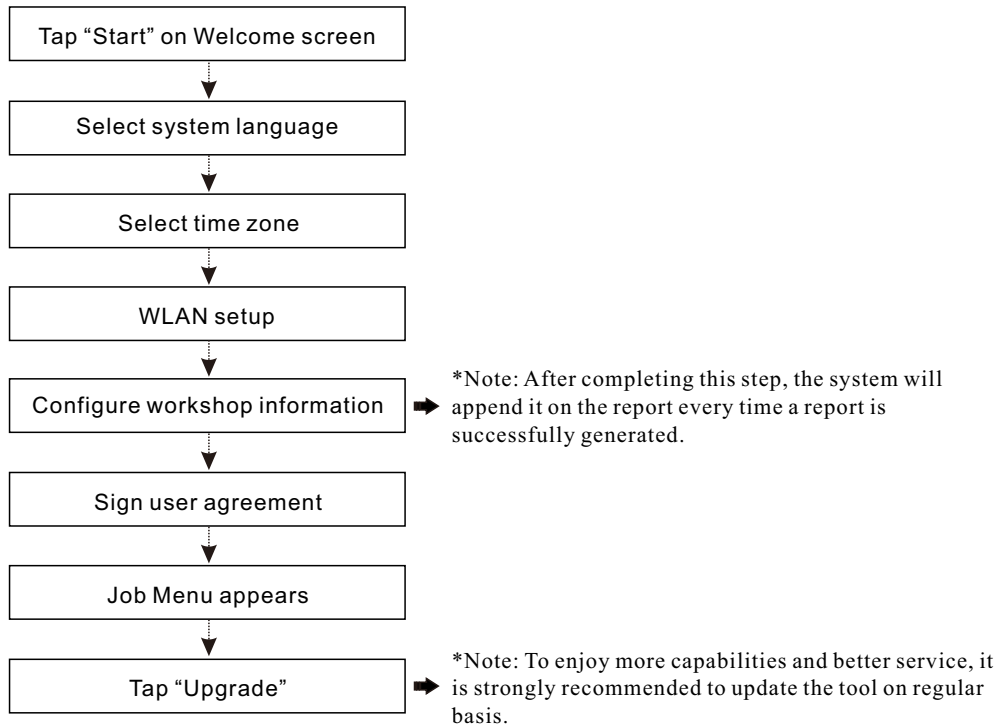 Tap “Start” on Welcome screen
Select system language
Select time zone
WLAN setup
Configure workshop information
*Note: After completing this step, the system will
append it on the report every time a report is
successfully generated.
Sign user agreement
Job Menu appears
Tap “Upgrade”
*Note: To enjoy more capabilities and better service, it
is strongly recommended to update the tool on regular
basis.